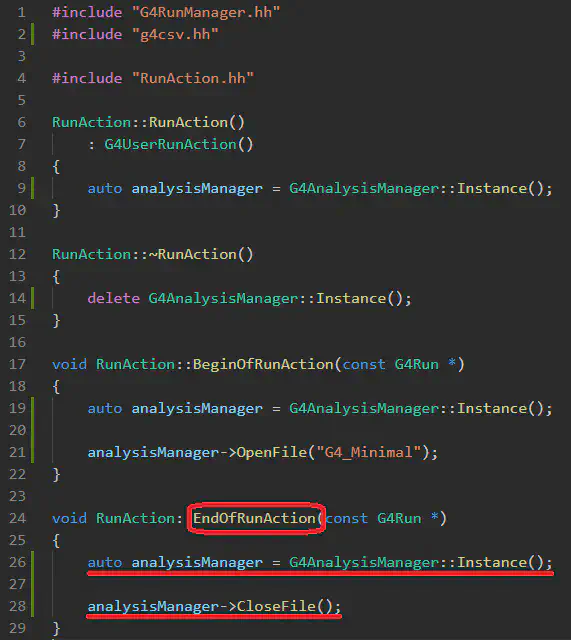 1 #include "G4RunManager.hh"
2 #include "g4csv.hh"
3
4 #include "RunAction.hh"
5
6 RunAction::RunAction()
7     : G4UserRunAction()
8 {
9     auto analysisManager = G4AnalysisManager::Instance();
10 }
11
12 RunAction::~RunAction()
13 {
14     delete G4AnalysisManager::Instance();
15 }
16
17 void RunAction::BeginOfRunAction(const G4Run *)
18 {
19     auto analysisManager = G4AnalysisManager::Instance();
20
21     analysisManager->OpenFile("G4_Minimal");
22 }
23
24 void RunAction: EndOfRunAction(const G4Run *)
25 {
26     auto analysisManager = G4AnalysisManager::Instance();
27
28     analysisManager->CloseFile();
29 }